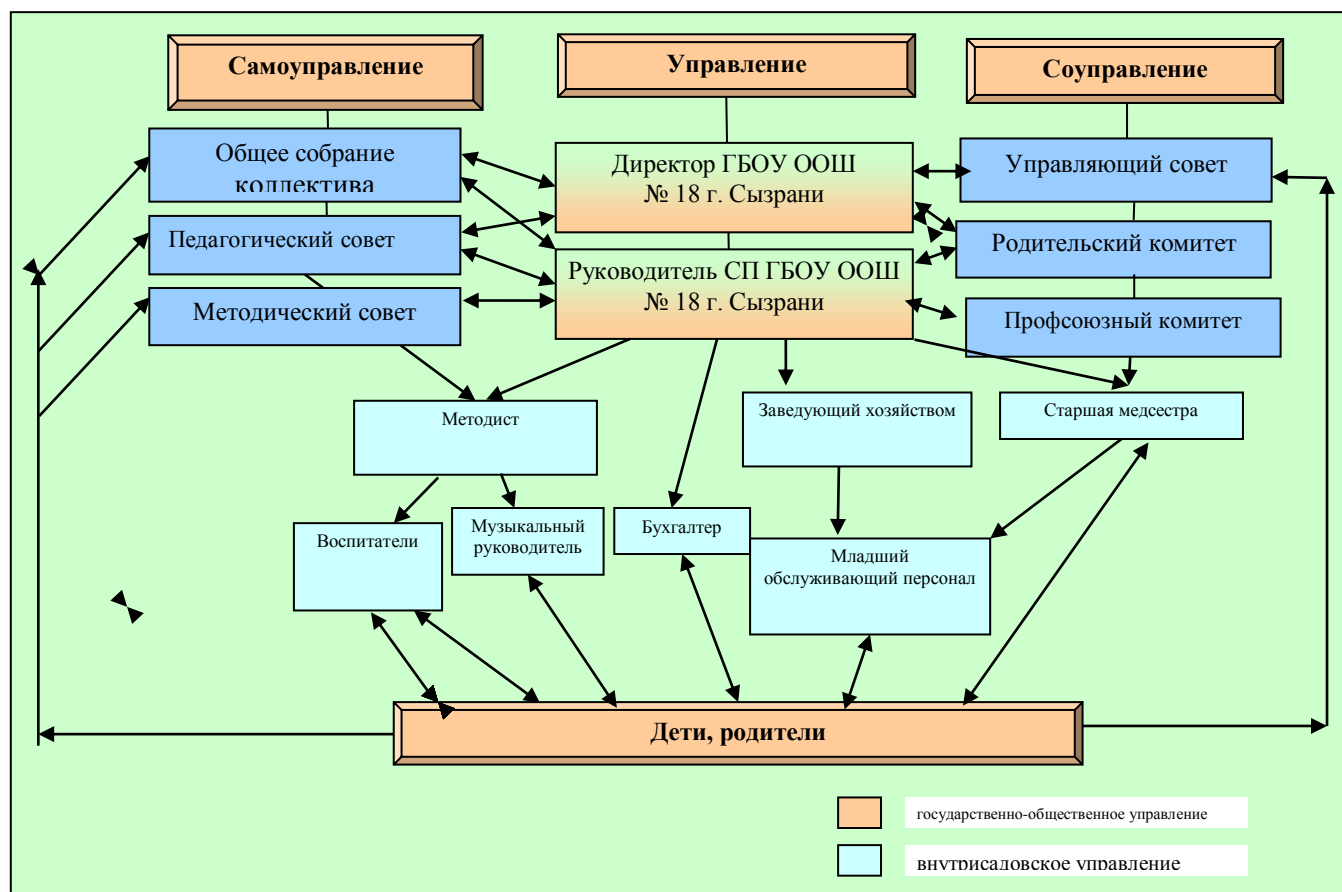 Самоуправление
Управление
Соуправление
Общее собрание
коллектива
Директор ГБОУ ООШ
№ 18 г. Сызрани
Управляющий совет
Педагогический совет
Руководитель СП ГБОУ ООШ
№ 18 г. Сызрани
Родительский комитет
Методический совет
Профсоюзный комитет
Методист
Заведующий хозяйством
Старшая медсестра
Воспитатели
Музыкальный
руководитель
Бухгалтер
Младший
обслуживающий персонал
Дети, родители
государственно-общественное управление
внутрисадовское управление